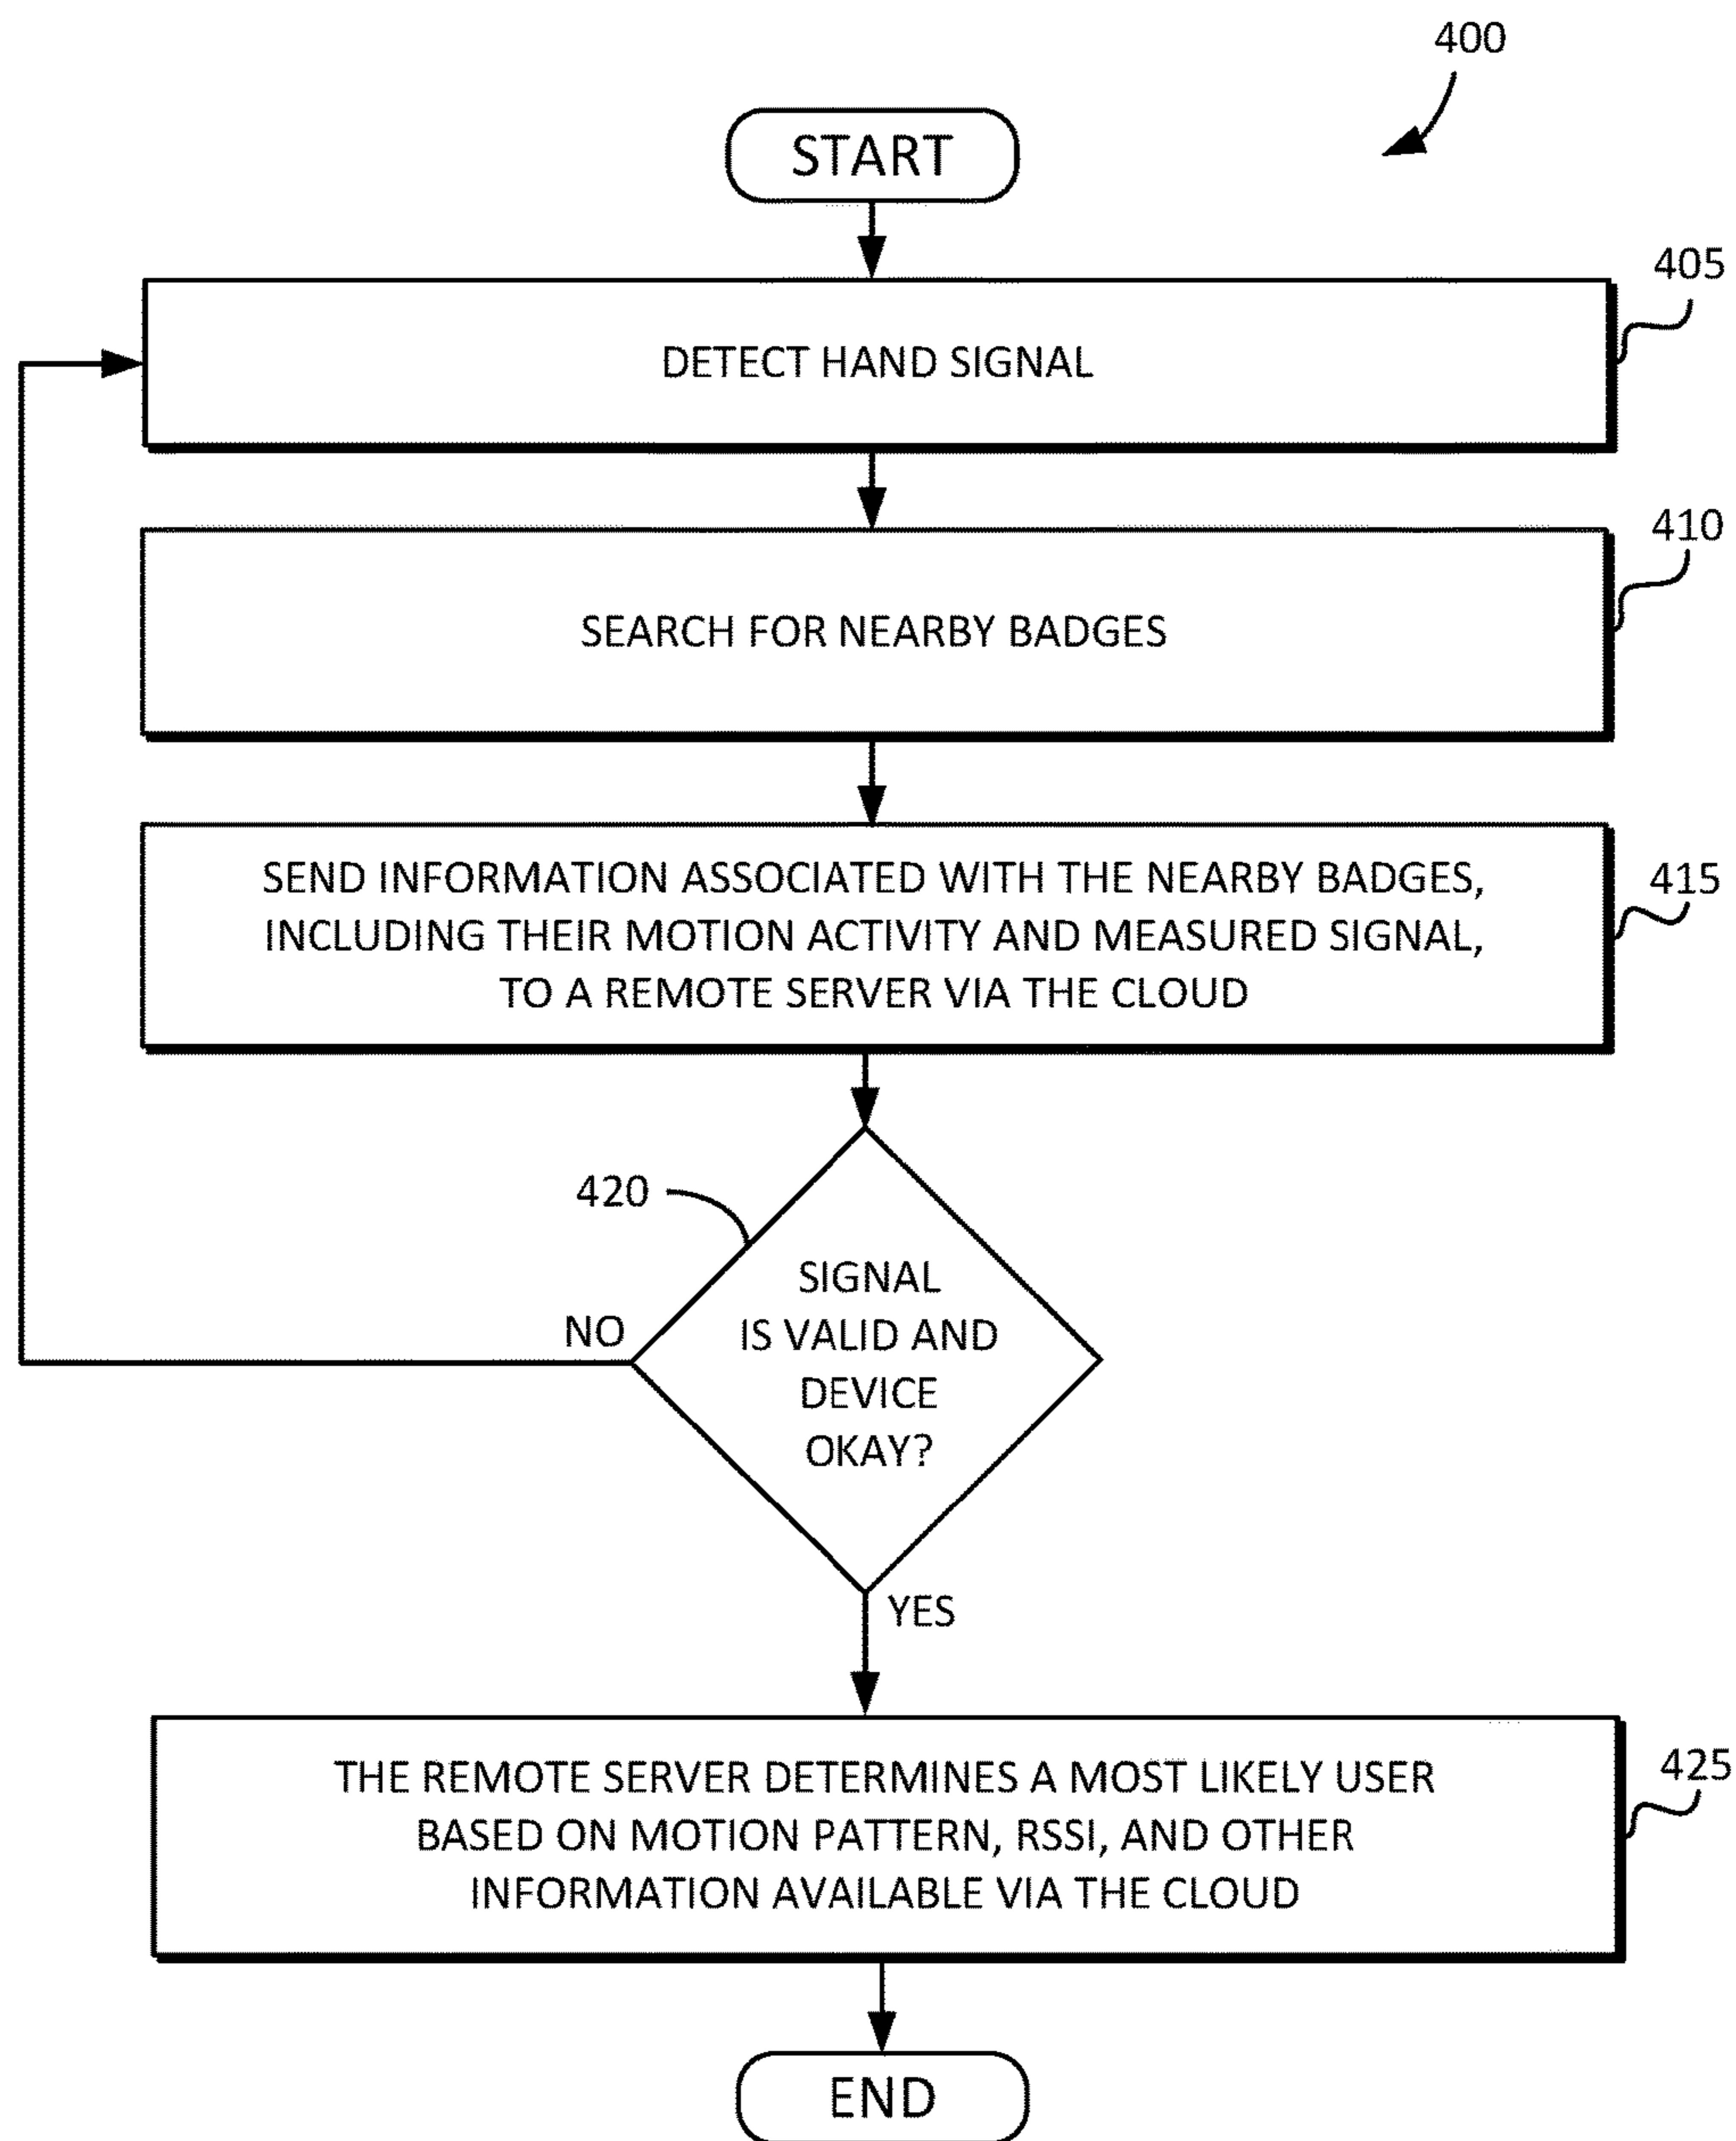 400
START
405
DETECT HAND SIGNAL
410
SEARCH FOR NEARBY BADGES
SEND INFORMATION ASSOCIATED WITH THE NEARBY BADGES,
INCLUDING THEIR MOTION ACTIVITY AND MEASURED SIGNAL,
TO A REMOTE SERVER VIA THE CLOUD
415
420
SIGNAL
IS VALID AND
DEVICE
OKAY?
NO
YES
THE REMOTE SERVER DETERMINES A MOST LIKELY USER
BASED ON MOTION PATTERN, RSSI, AND OTHER
INFORMATION AVAILABLE VIA THE CLOUD
425
END